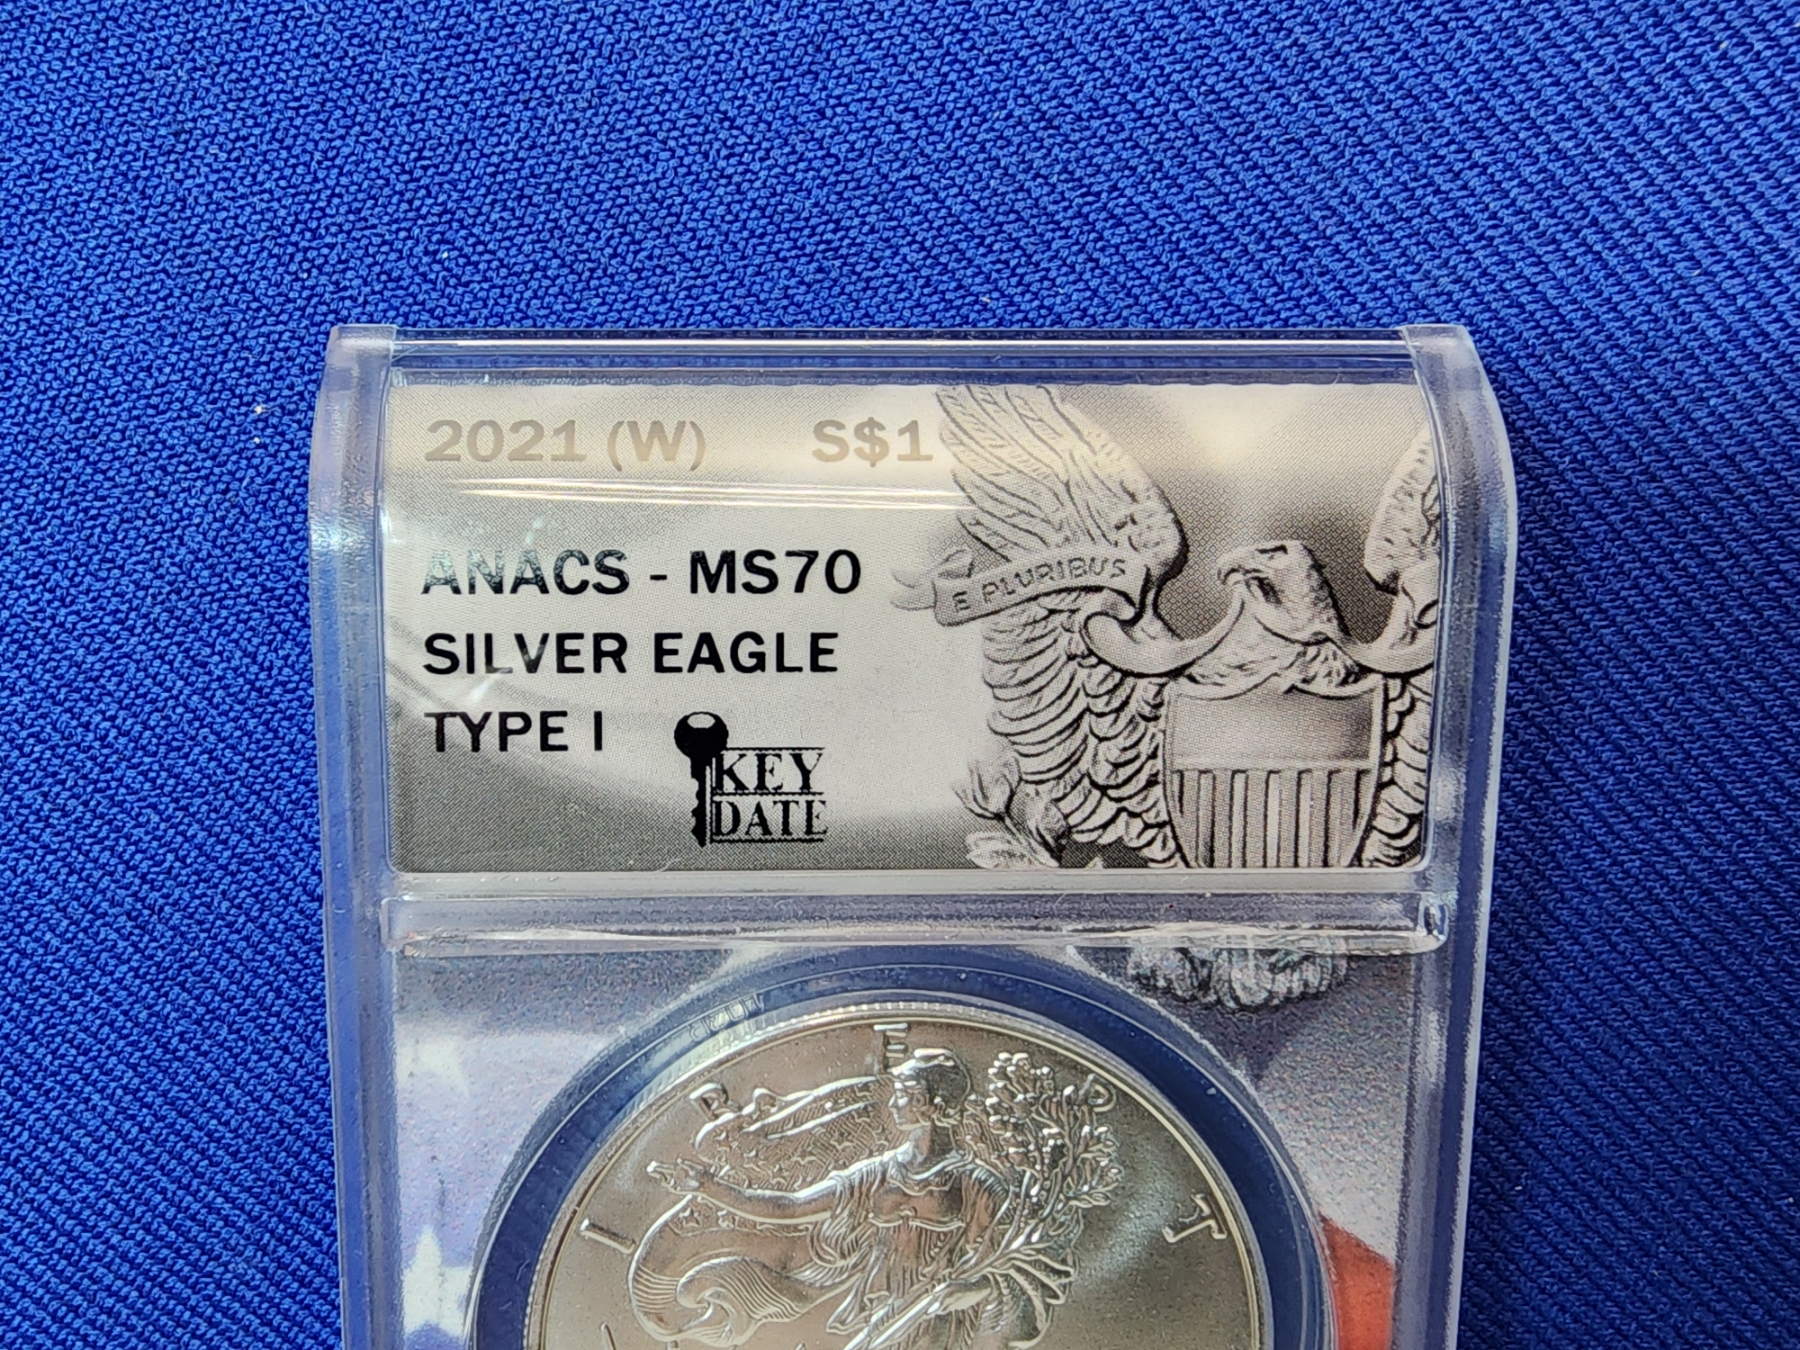 2021 (W) S$1
ANACS - MS70
SILVER EAGLE
TYPE I
KEY
DATE
E PLURIBUS
L I B E R T